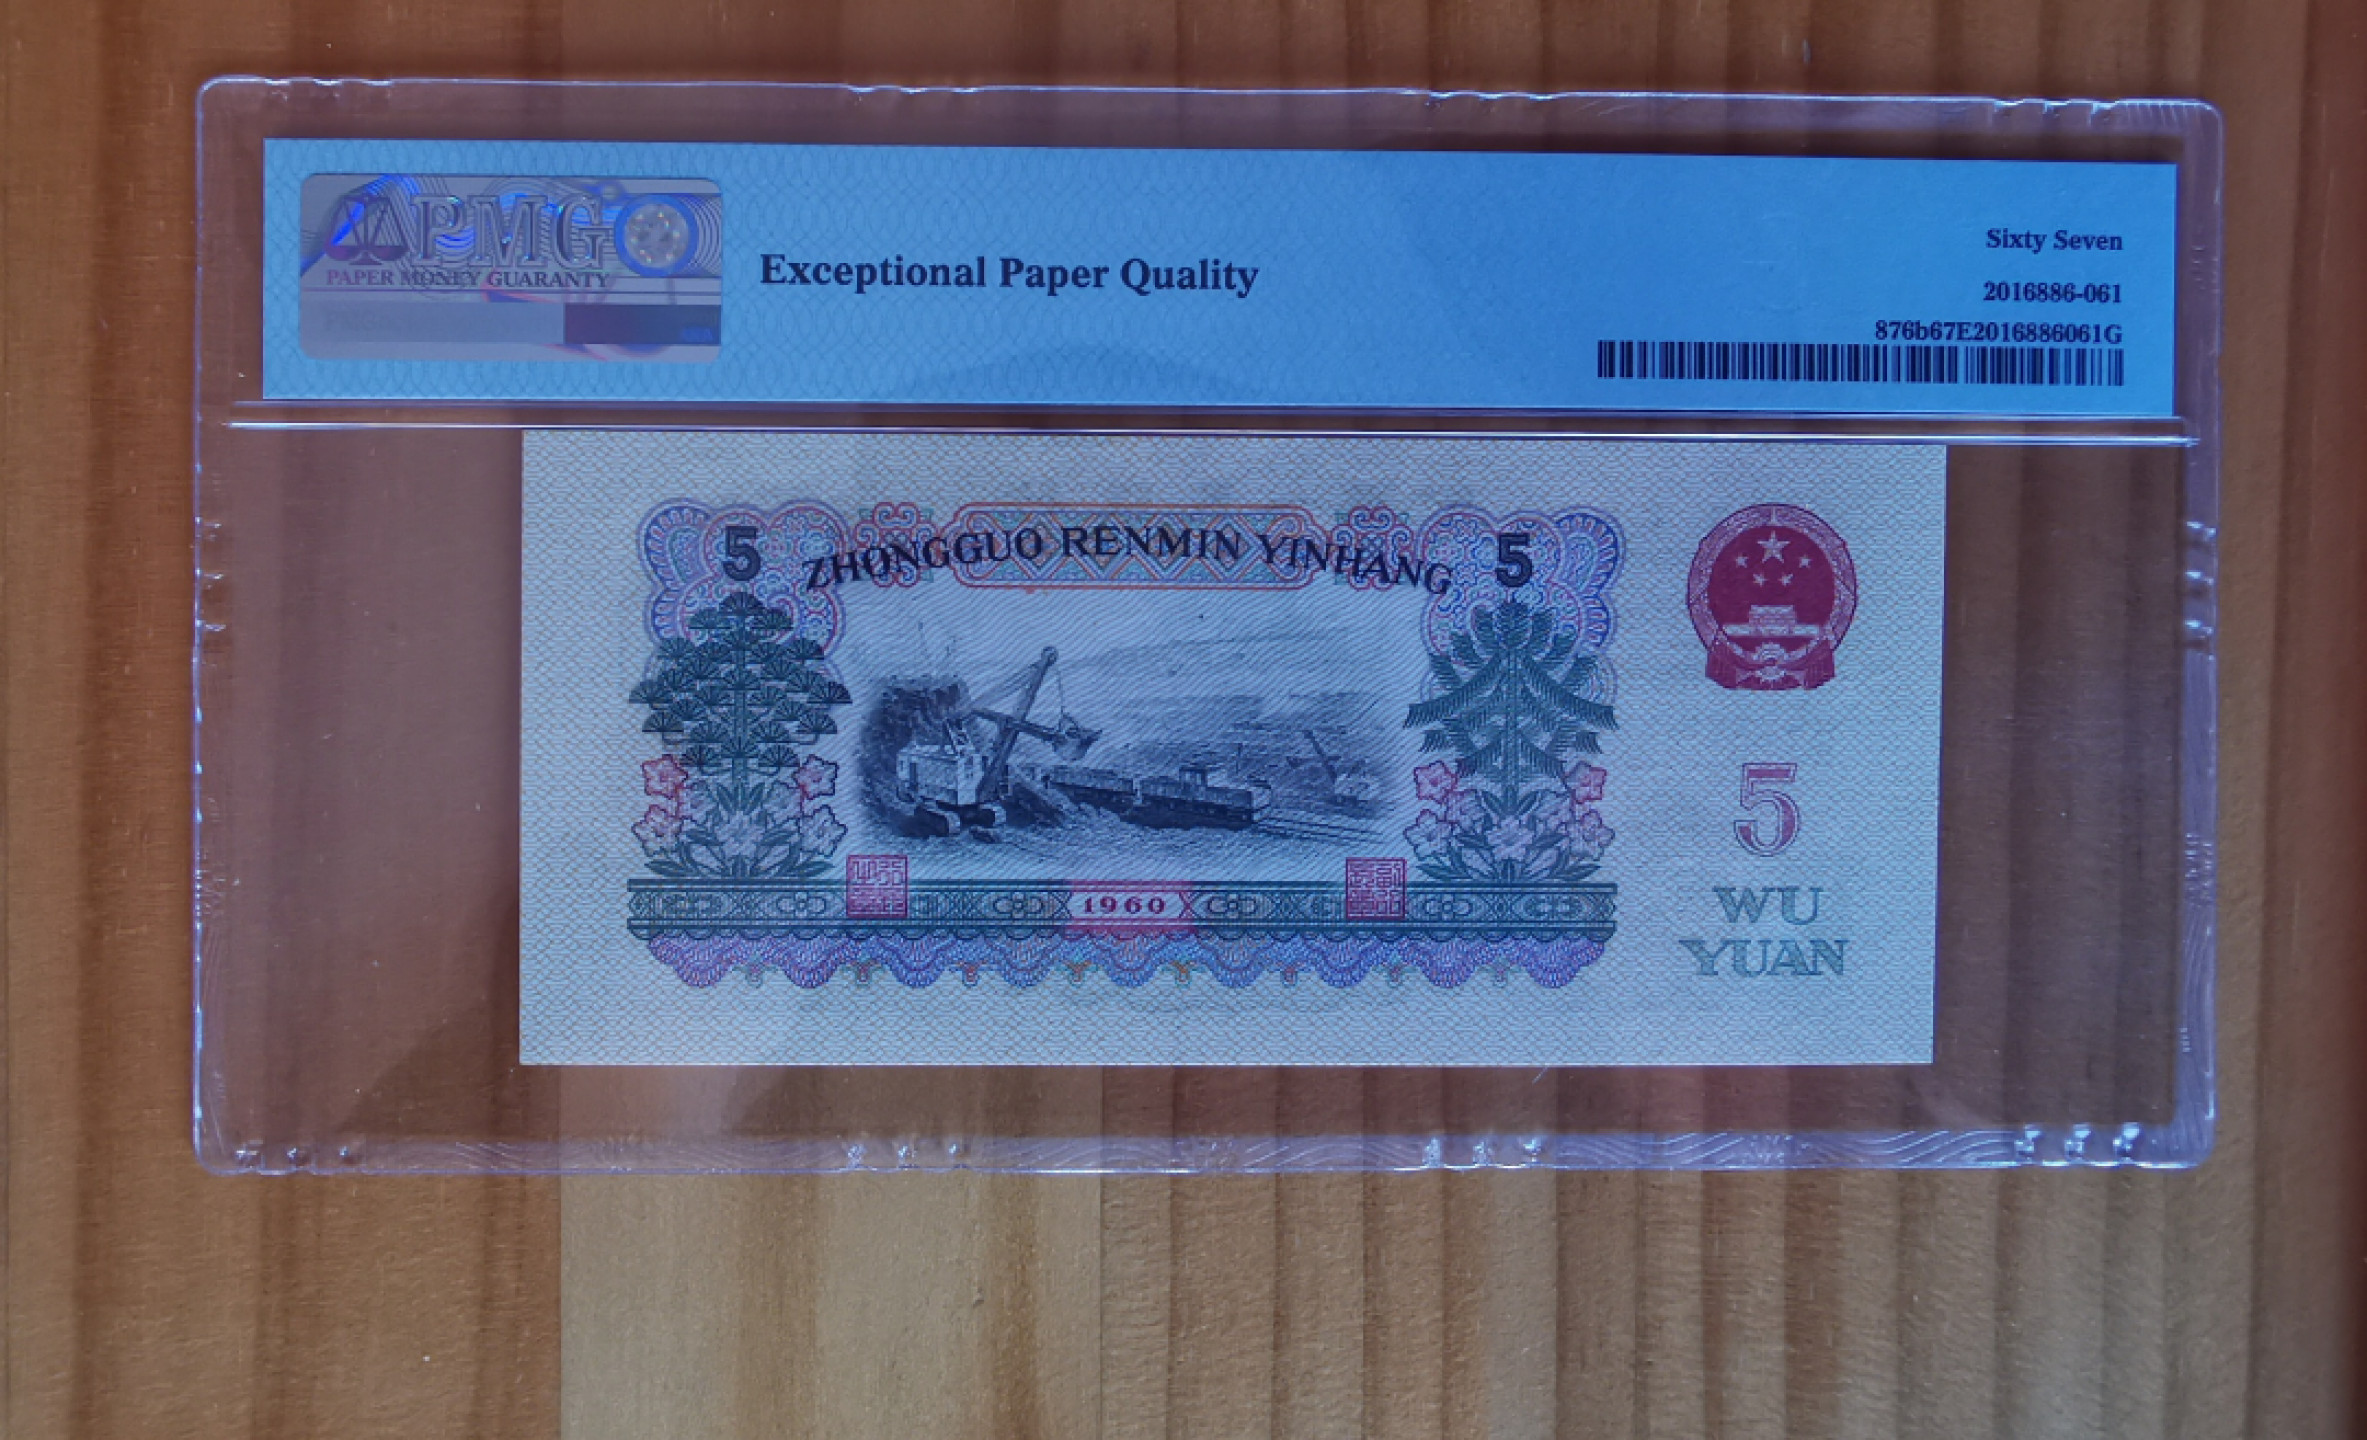 PMG
PAPER MONEY GUARANTY
Exceptional Paper Quality
Sixty Seven
2016886-061
876b67E2016886061G
5
ZHONGGUO RENMIN YINHANG
5
5
1960
WU
YUAN